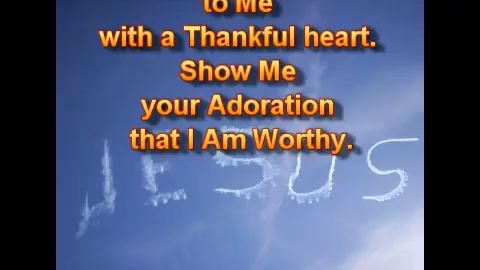 to Me
with a Thankful heart.
Show Me
your Adoration
that I Am Worthy.
JESUS